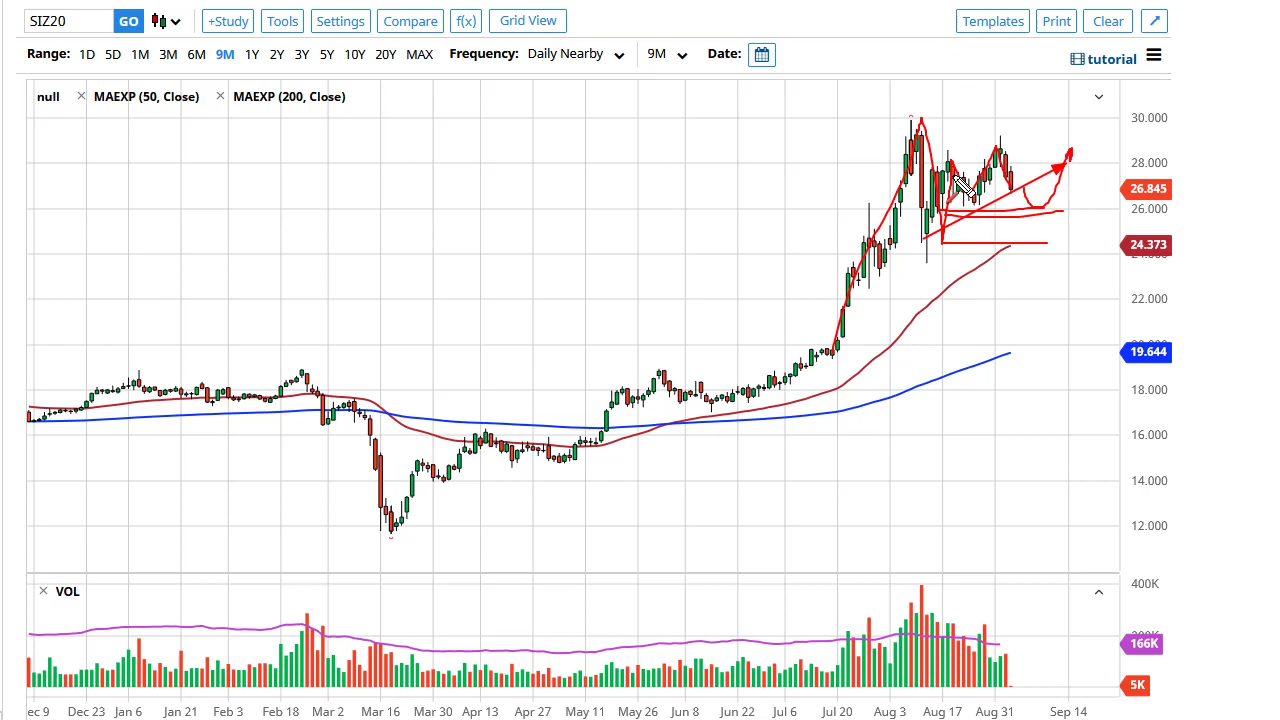 SIZ20 GO +Study Tools Settings Compare f(x) Grid View Templates Print Clear
Range: 1D 5D 1M 3M 6M 9M 1Y 2Y 3Y 5Y 10Y 20Y MAX Frequency: Daily Nearby 9M Date: tutorial
null MAEXP (50, Close) MAEXP (200, Close)
30.000
28.000
26.845
26.000
24.373
22.000
19.644
18.000
16.000
14.000
12.000
VOL
400K
166K
5K
ec 9 Dec 23 Jan 6 Jan 21 Feb 3 Feb 18 Mar 2 Mar 16 Mar 30 Apr 13 Apr 27 May 11 May 26 Jun 8 Jun 22 Jul 6 Jul 20 Aug 3 Aug 17 Aug 31 Sep 14